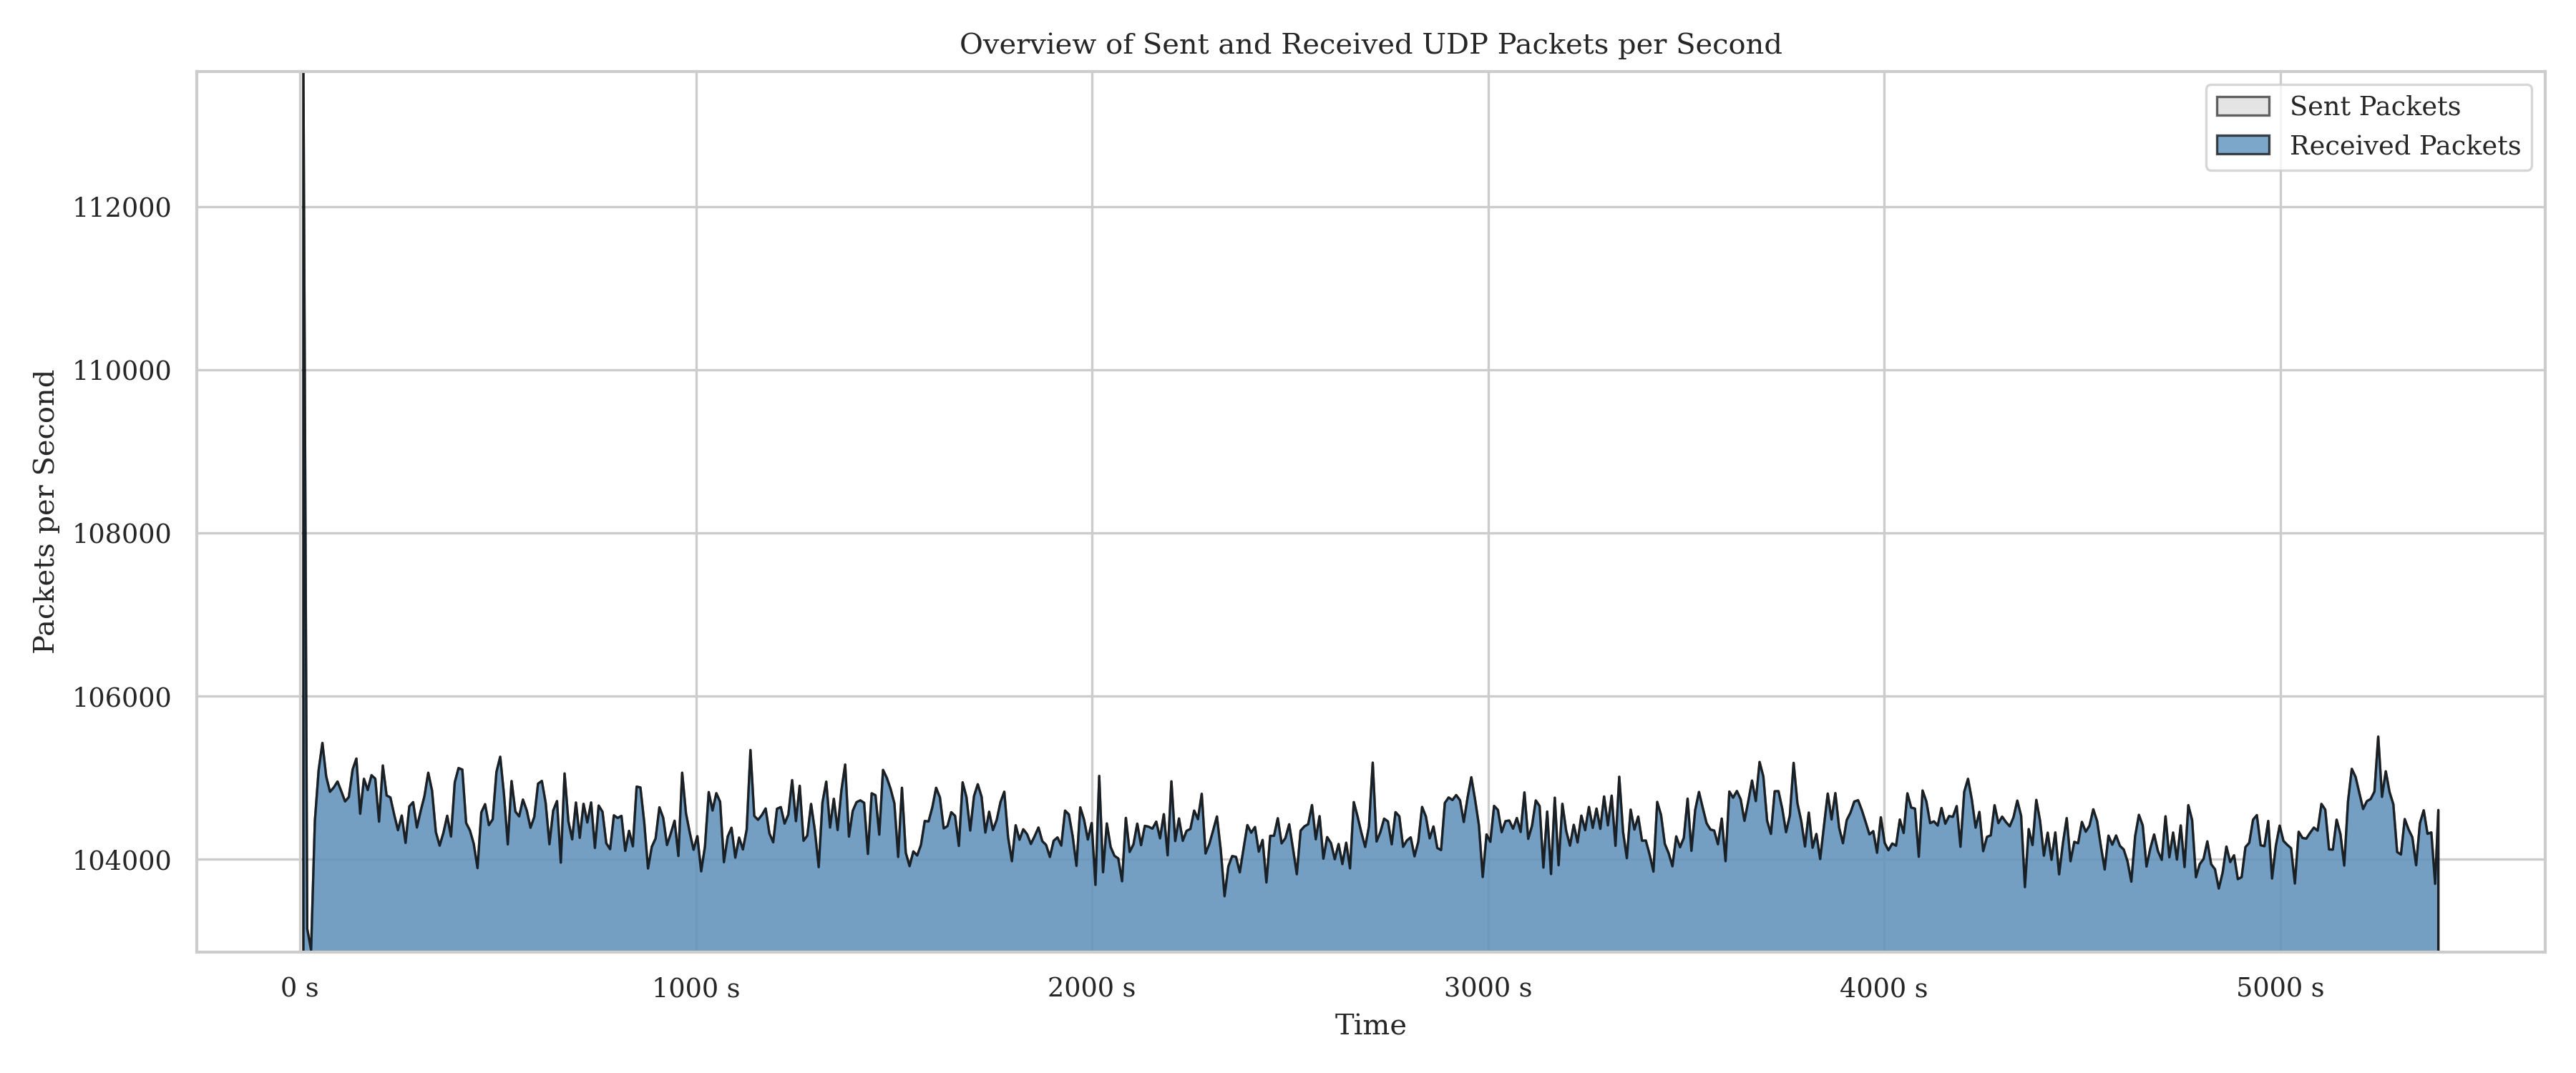 Overview of Sent and Received UDP Packets per Second
Sent Packets
Received Packets
Packets per Second
112000
110000
108000
106000
104000
0 s
1000 s
2000 s
3000 s
4000 s
5000 s
Time